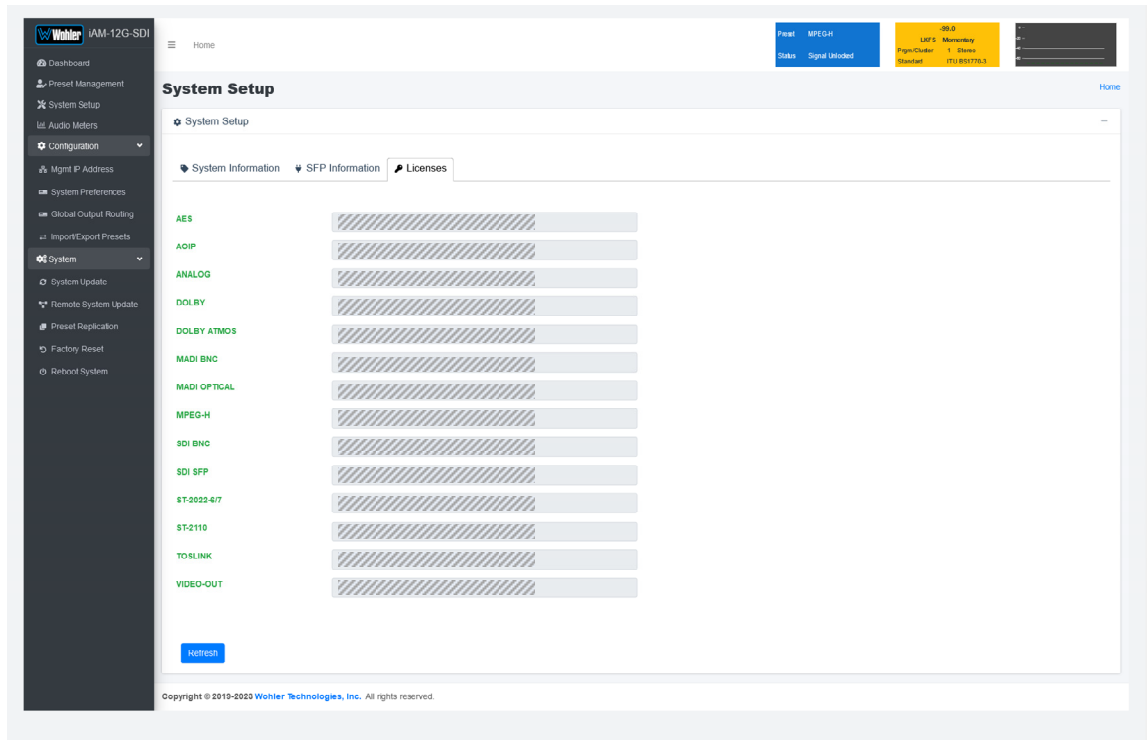 Wohler iAM-12G-SDI
Dashboard
Preset Management
System Setup
Audio Meters
Configuration
Mgmt IP Address
System Preferences
Global Output Routing
Import/Export Presets
System
System Update
Remote System Update
Preset Replication
Factory Reset
Reboot System
Home
Preset MPEG-H
Status Signal Unlocked
-99.0
LKFS Momentary
Prgm/Cluster 1 Stereo
Standard ITU BS1770-3
System Setup
Home
System Setup
System Information SFP Information Licenses
AES
AOIP
ANALOG
DOLBY
DOLBY ATMOS
MADI BNC
MADI OPTICAL
MPEG-H
SDI BNC
SDI SFP
ST-2022-6/7
ST-2110
TOSLINK
VIDEO-OUT
Refresh
Copyright © 2019-2023 Wohler Technologies, Inc. All rights reserved.